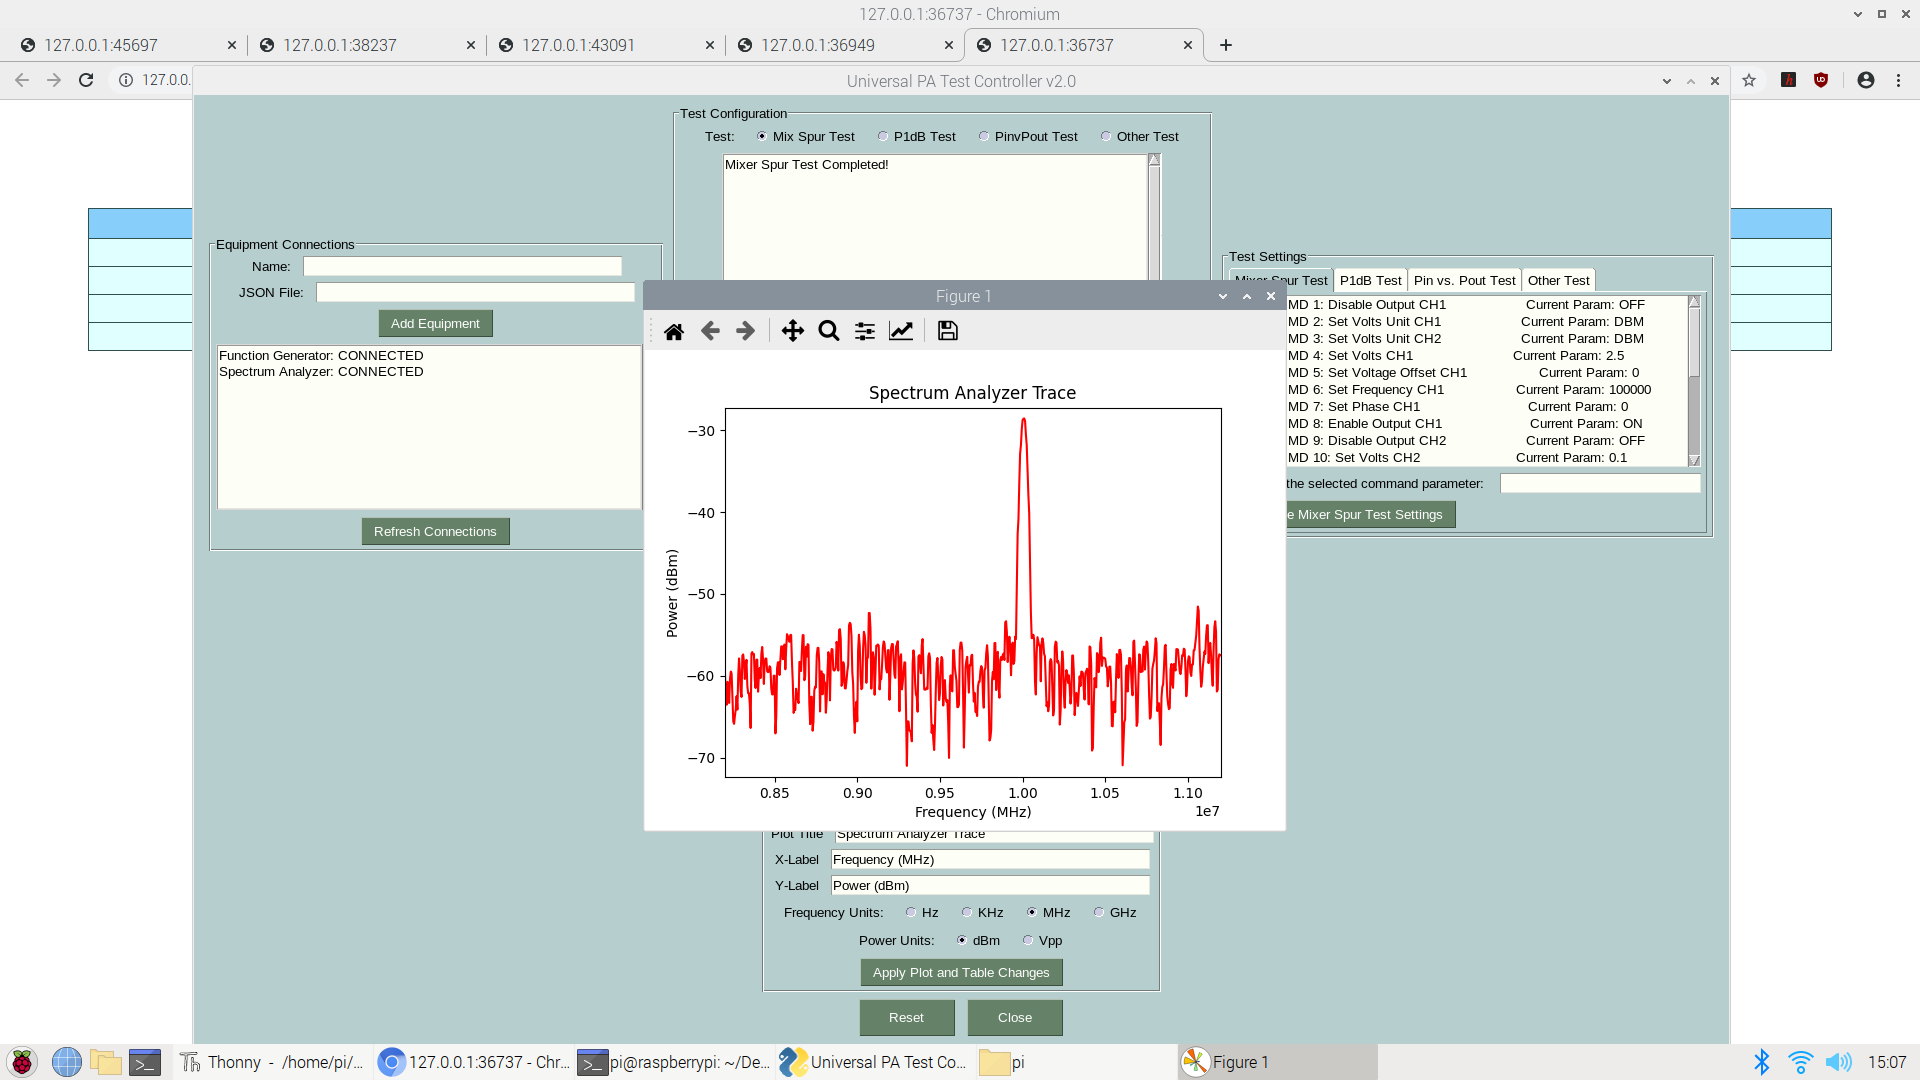 127.0.0.1:36737 - Chromium
127.0.0.1:45697
127.0.0.1:38237
127.0.0.1:43091
127.0.0.1:36949
127.0.0.1:36737
127.0.0.
Universal PA Test Controller v2.0
Test Configuration
Test: Mix Spur Test P1dB Test PinvPout Test Other Test
Mixer Spur Test Completed!
Equipment Connections
Name:
JSON File:
Add Equipment
Function Generator: CONNECTED
Spectrum Analyzer: CONNECTED
Refresh Connections
Test Settings
Mixer Spur Test P1dB Test Pin vs. Pout Test Other Test
MD 1: Disable Output CH1 Current Param: OFF
MD 2: Set Volts Unit CH1 Current Param: DBM
MD 3: Set Volts Unit CH2 Current Param: DBM
MD 4: Set Volts CH1 Current Param: 2.5
MD 5: Set Voltage Offset CH1 Current Param: 0
MD 6: Set Frequency CH1 Current Param: 100000
MD 7: Set Phase CH1 Current Param: 0
MD 8: Enable Output CH1 Current Param: ON
MD 9: Disable Output CH2 Current Param: OFF
MD 10: Set Volts CH2 Current Param: 0.1
the selected command parameter:
e Mixer Spur Test Settings
Figure 1
Spectrum Analyzer Trace
−30
−40
−50
−60
−70
Power (dBm)
0.85 0.90 0.95 1.00 1.05 1.10
Frequency (MHz)
1e7
Plot Title Spectrum Analyzer Trace
X-Label Frequency (MHz)
Y-Label Power (dBm)
Frequency Units: Hz KHz MHz GHz
Power Units: dBm Vpp
Apply Plot and Table Changes
Reset Close
Thonny - /home/pi/...
127.0.0.1:36737 - Chr...
pi@raspberrypi: ~/De...
Universal PA Test Co...
pi
Figure 1
15:07